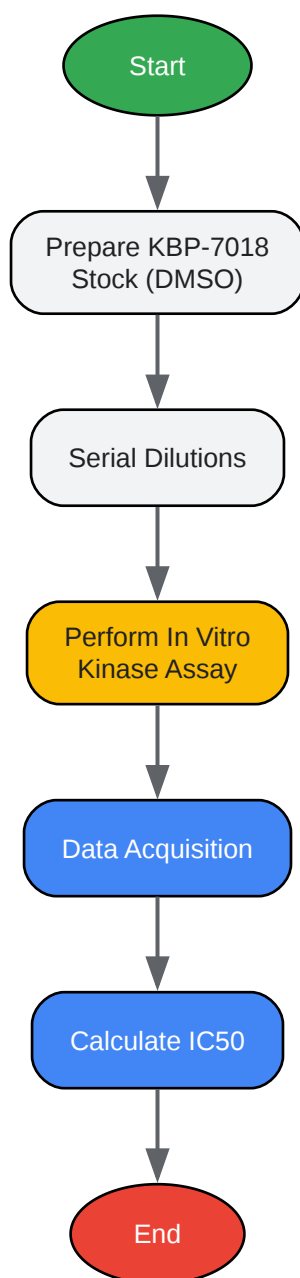 Start
Prepare KBP-7018
Stock (DMSO)
Serial Dilutions
Perform In Vitro
Kinase Assay
Data Acquisition
Calculate IC50
End